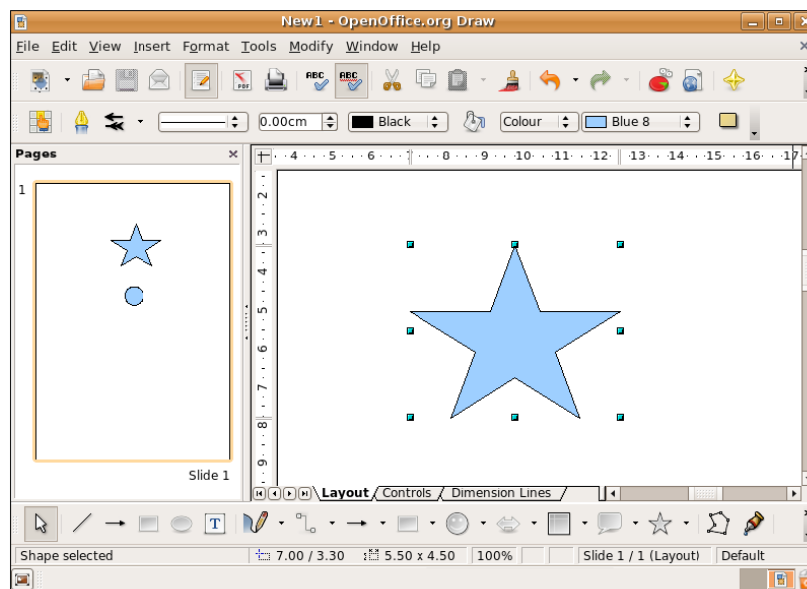 New1 - OpenOffice.org Draw
File Edit View Insert Format Tools Modify Window Help
PDF ABC ABC
0.00cm Black Colour Blue 8
Pages
4 5 6 7 8 9 10 11 12 13 14 15 16 17
1
2
3
4
5
6
7
8
9
Slide 1
Layout Controls Dimension Lines
T
Shape selected 7.00 / 3.30 5.50 x 4.50 100% Slide 1 / 1 (Layout) Default